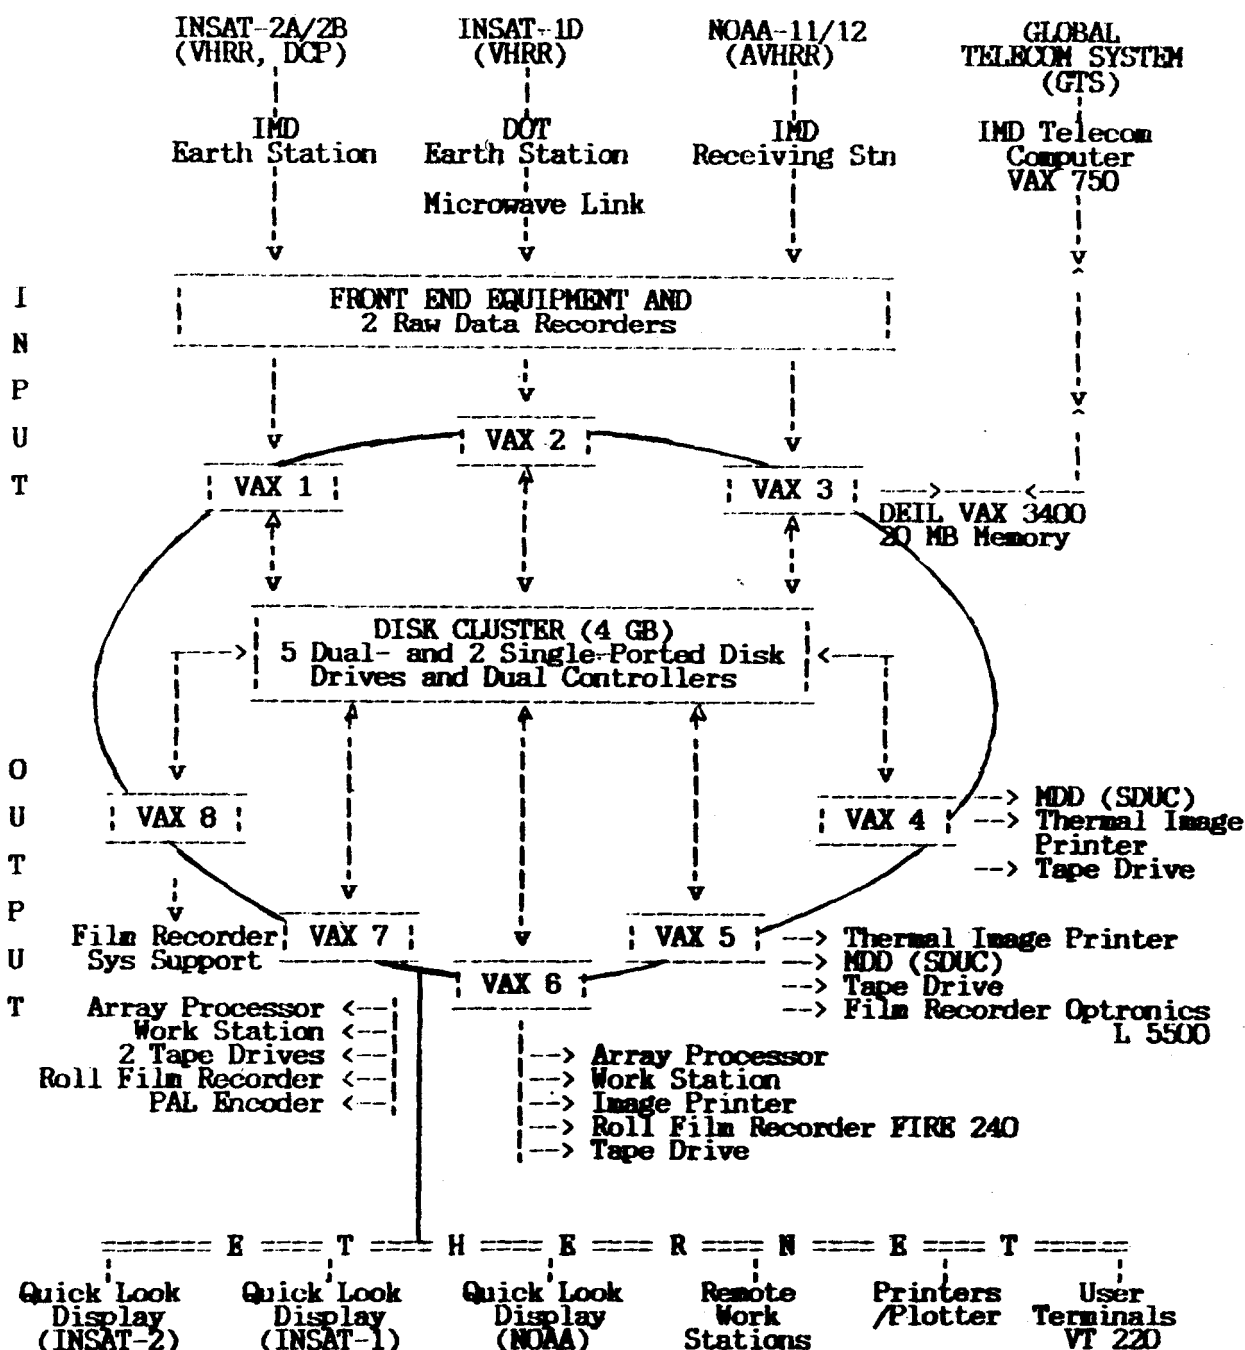 INSAT-2A/2B
(VHRR, DCP)
INSAT-1D
(VHRR)
NOAA-11/12
(AVHRR)
GLOBAL
TELECOM SYSTEM
(GTS)
IMD
Earth Station
DOT
Earth Station
Microwave Link
IMD
Receiving Stn
IMD Telecom
Computer
VAX 750
INPUT
FRONT END EQUIPMENT AND
2 Raw Data Recorders
VAX 1
VAX 2
VAX 3
DEIL VAX 3400
20 MB Memory
DISK CLUSTER (4 GB)
5 Dual- and 2 Single-Ported Disk
Drives and Dual Controllers
OUTPUT
VAX 8
VAX 4
MDD (SDUC)
Thermal Image
Printer
Tape Drive
Film Recorder
Sys Support
VAX 7
VAX 5
Thermal Image Printer
MDD (SDUC)
Tape Drive
Film Recorder Optronics
L 5500
VAX 6
Array Processor
Work Station
2 Tape Drives
Roll Film Recorder
PAL Encoder
Array Processor
Work Station
Image Printer
Roll Film Recorder FIRE 240
Tape Drive
E T H E R N E T
Quick Look
Display
(INSAT-2)
Quick Look
Display
(INSAT-1)
Quick Look
Display
(NOAA)
Remote
Work
Stations
Printers
/Plotter
User
Terminals
VT 220